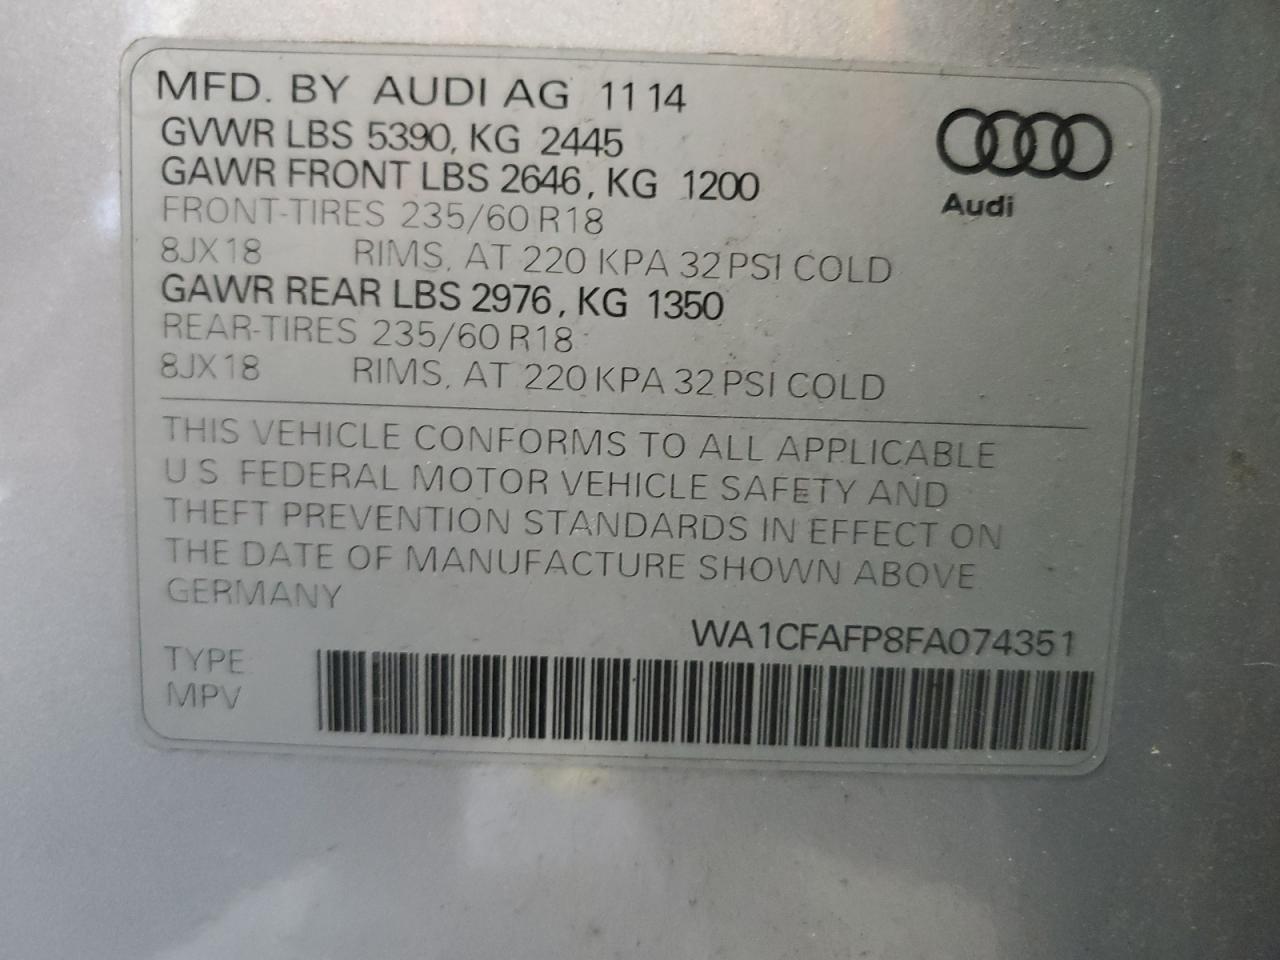 MFD. BY AUDI AG 11 14
GVWR LBS 5390, KG 2445
GAWR FRONT LBS 2646, KG 1200
FRONT-TIRES 235/60 R18
8JX18 RIMS, AT 220 KPA 32 PSI COLD
GAWR REAR LBS 2976, KG 1350
REAR-TIRES 235/60 R18
8JX18 RIMS, AT 220 KPA 32 PSI COLD
Audi
THIS VEHICLE CONFORMS TO ALL APPLICABLE
U S FEDERAL MOTOR VEHICLE SAFETY AND
THEFT PREVENTION STANDARDS IN EFFECT ON
THE DATE OF MANUFACTURE SHOWN ABOVE
GERMANY
WA1CFAFP8FA074351
TYPE
MPV